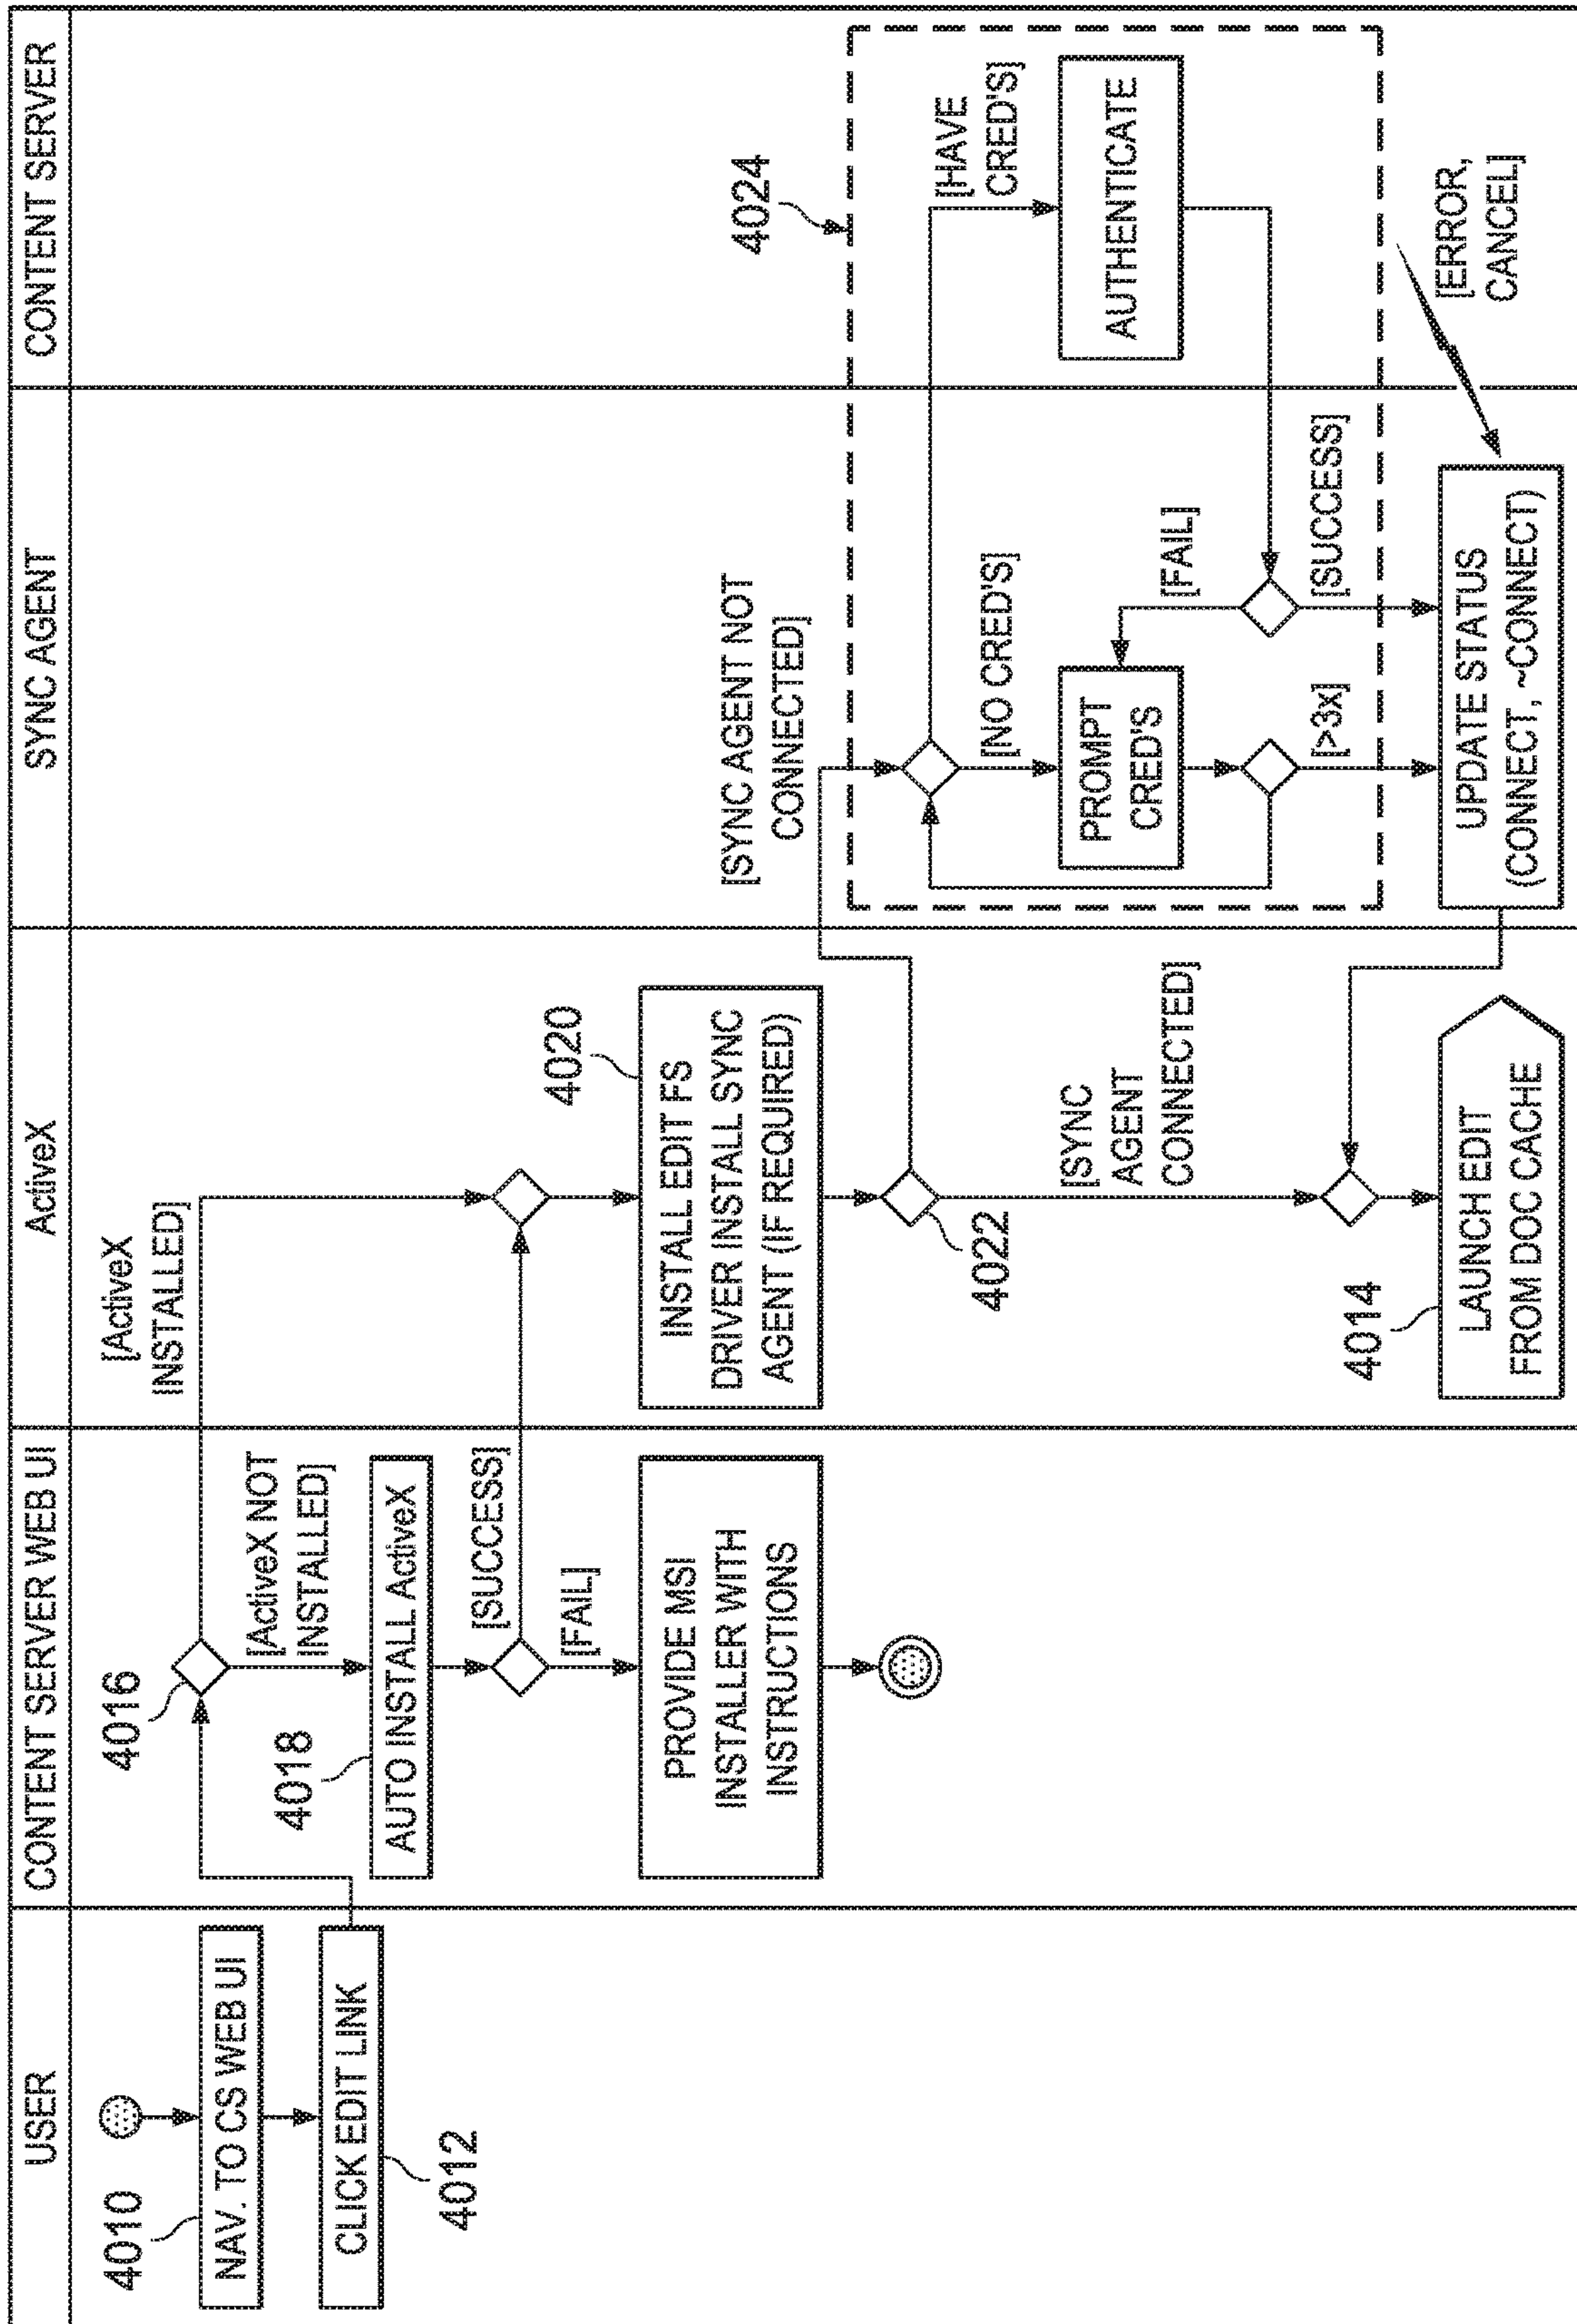 USER
CONTENT SERVER WEB UI
ActiveX
SYNC AGENT
CONTENT SERVER
4010
NAV. TO CS WEB UI
CLICK EDIT LINK
4012
4016
[ActiveX NOT
INSTALLED]
4018
AUTO INSTALL ActiveX
[SUCCESS]
[FAIL]
PROVIDE MSI
INSTALLER WITH
INSTRUCTIONS
[ActiveX
INSTALLED]
4020
INSTALL EDIT FS
DRIVER INSTALL SYNC
AGENT (IF REQUIRED)
4022
[SYNC
AGENT
CONNECTED]
4014
LAUNCH EDIT
FROM DOC CACHE
[SYNC AGENT NOT
CONNECTED]
[NO CRED'S]
PROMPT
CRED'S
[FAIL]
[>3x]
[SUCCESS]
UPDATE STATUS
(CONNECT, ~CONNECT)
4024
[HAVE
CRED'S]
AUTHENTICATE
[ERROR,
CANCEL]